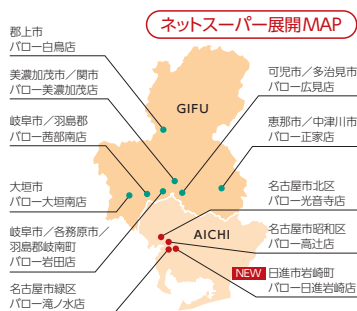 ネットスーパー展開MAP
郡上市
バロー白鳥店
美濃加茂市／関市
バロー美濃加茂店
岐阜市／羽島郡
バロー茜部南店
大垣市
バロー大垣南店
岐阜市／各務原市／
羽島郡岐南町
バロー岩田店
名古屋市緑区
バロー滝ノ水店
GIFU
AICHI
可児市／多治見市
バロー広見店
恵那市／中津川市
バロー正家店
名古屋市北区
バロー光音寺店
名古屋市昭和区
バロー高辻店
NEW 日進市岩崎町
バロー日進岩崎店